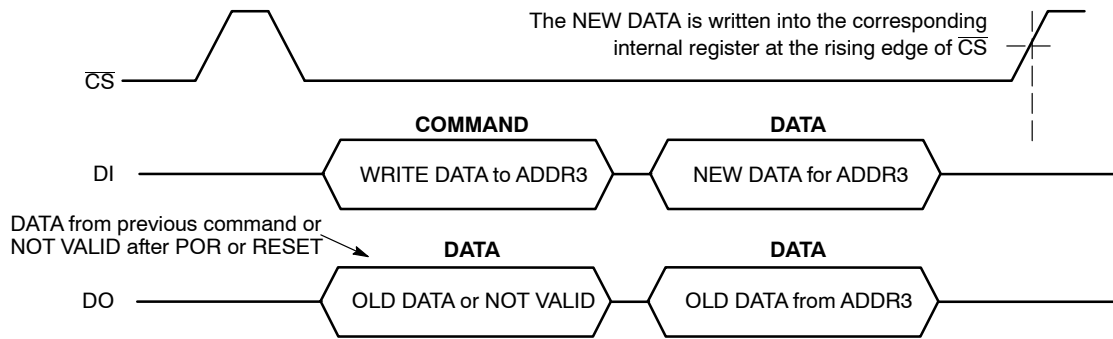 The NEW DATA is written into the corresponding
internal register at the rising edge of C̅S̅
C̅S̅
COMMAND
DATA
DI
WRITE DATA to ADDR3
NEW DATA for ADDR3
DATA from previous command or
NOT VALID after POR or RESET
DATA
DATA
DO
OLD DATA or NOT VALID
OLD DATA from ADDR3